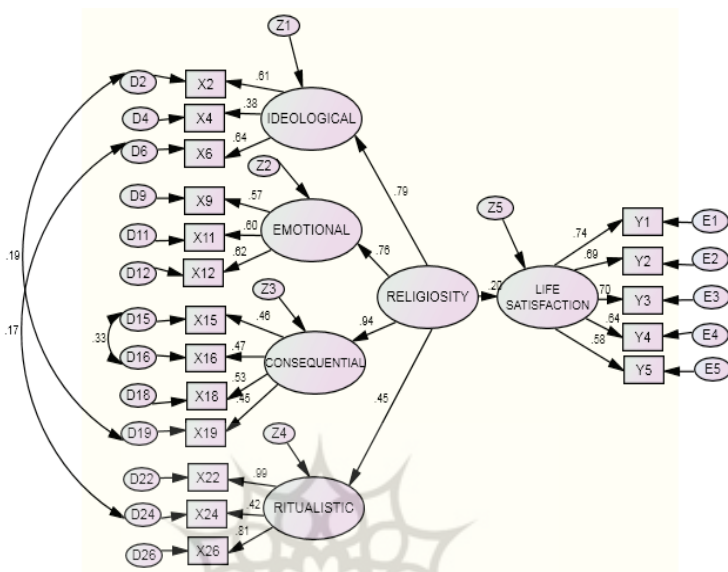 Z1
D2
X2
.61
D4
X4
.38
IDEOLOGICAL
D6
X6
.64
Z2
.79
D9
X9
.57
Z5
D11
X11
.60
EMOTIONAL
.76
D12
X12
.62
Y1
E1
.74
Y2
E2
.69
.19
Z3
RELIGIOSITY
.20
LIFE
SATISFACTION
.70
Y3
E3
.17
D15
X15
.46
.94
.64
Y4
E4
.33
D16
X16
.47
CONSEQUENTIAL
.58
Y5
E5
D18
X18
.53
.45
D19
X19
.45
Z4
D22
X22
.99
D24
X24
.42
RITUALISTIC
D26
X26
.81